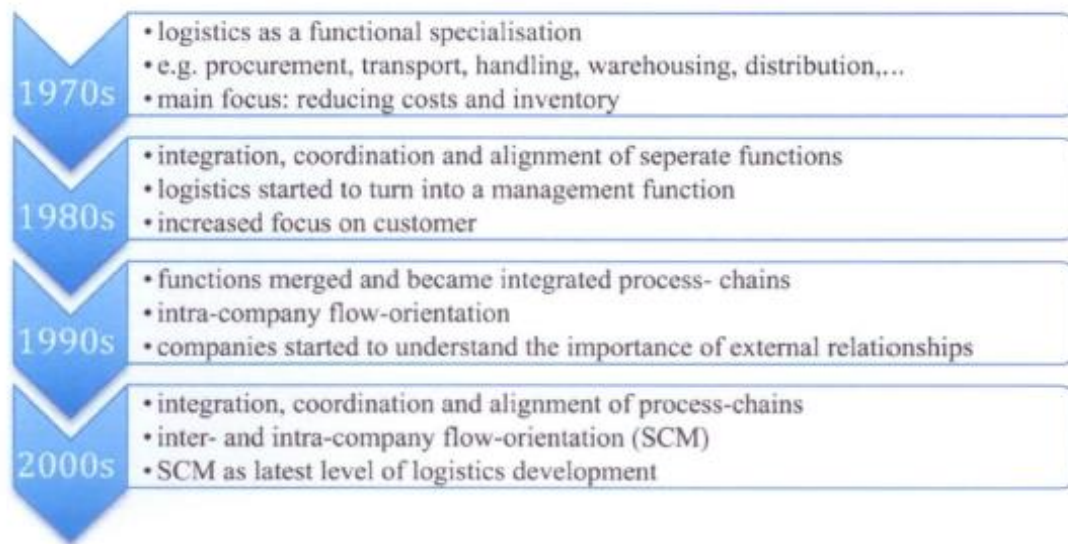 1970s
• logistics as a functional specialisation
• e.g. procurement, transport, handling, warehousing, distribution,...
• main focus: reducing costs and inventory
1980s
• integration, coordination and alignment of seperate functions
• logistics started to turn into a management function
• increased focus on customer
1990s
• functions merged and became integrated process- chains
• intra-company flow-orientation
• companies started to understand the importance of external relationships
2000s
• integration, coordination and alignment of process-chains
• inter- and intra-company flow-orientation (SCM)
• SCM as latest level of logistics development